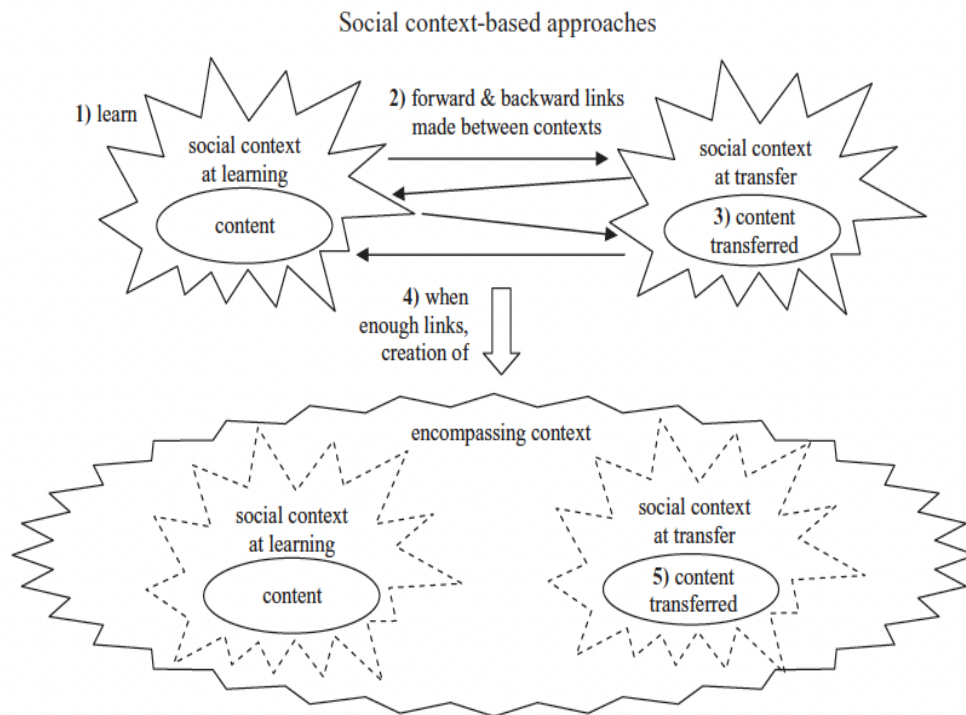 Social context-based approaches
1) learn
2) forward & backward links
made between contexts
social context
at learning
content
social context
at transfer
3) content
transferred
4) when
enough links,
creation of
encompassing context
social context
at learning
content
social context
at transfer
5) content
transferred